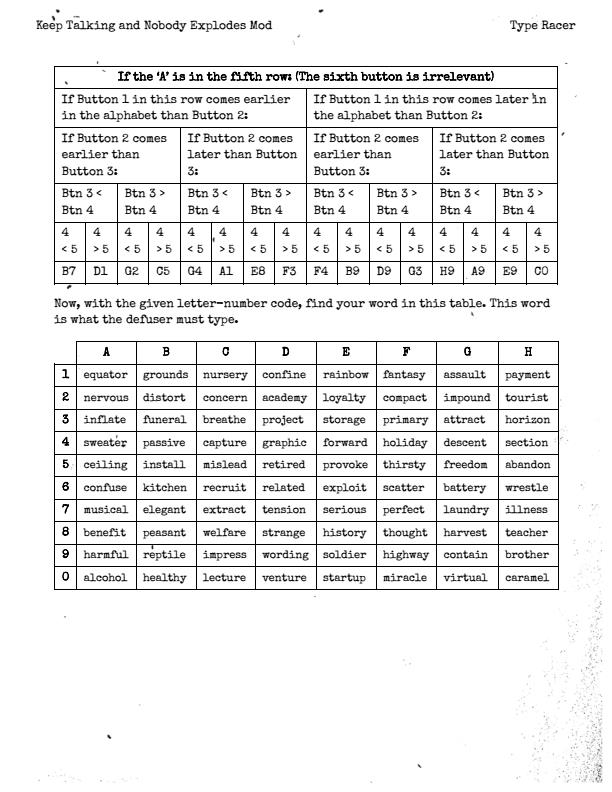 Keep Talking and Nobody Explodes Mod Type Racer
If the ‘A’ is in the fifth row: (The sixth button is irrelevant)
If Button 1 in this row comes earlier in the alphabet than Button 2: If Button 1 in this row comes later in the alphabet than Button 2:
If Button 2 comes earlier than Button 3: If Button 2 comes later than Button 3: If Button 2 comes earlier than Button 3: If Button 2 comes later than Button 3:
Btn 3 < Btn 4 Btn 3 > Btn 4 Btn 3 < Btn 4 Btn 3 > Btn 4 Btn 3 < Btn 4 Btn 3 > Btn 4 Btn 3 < Btn 4 Btn 3 > Btn 4
4 < 5 4 > 5 4 < 5 4 > 5 4 < 5 4 > 5 4 < 5 4 > 5 4 < 5 4 > 5 4 < 5 4 > 5 4 < 5 4 > 5 4 < 5 4 > 5
B7 D1 G2 C5 G4 A1 E8 F3 F4 B9 D9 G3 H9 A9 E9 C0
Now, with the given letter-number code, find your word in this table. This word
is what the defuser must type.
A B C D E F G H
1 equator grounds nursery confine rainbow fantasy assault payment
2 nervous distort concern academy loyalty compact impound tourist
3 inflate funeral breathe project storage primary attract horizon
4 sweater passive capture graphic forward holiday descent section
5 ceiling install mislead retired provoke thirsty freedom abandon
6 confuse kitchen recruit related exploit scatter battery wrestle
7 musical elegant extract tension serious perfect laundry illness
8 benefit peasant welfare strange history thought harvest teacher
9 harmful reptile impress wording soldier highway contain brother
0 alcohol healthy lecture venture startup miracle virtual caramel